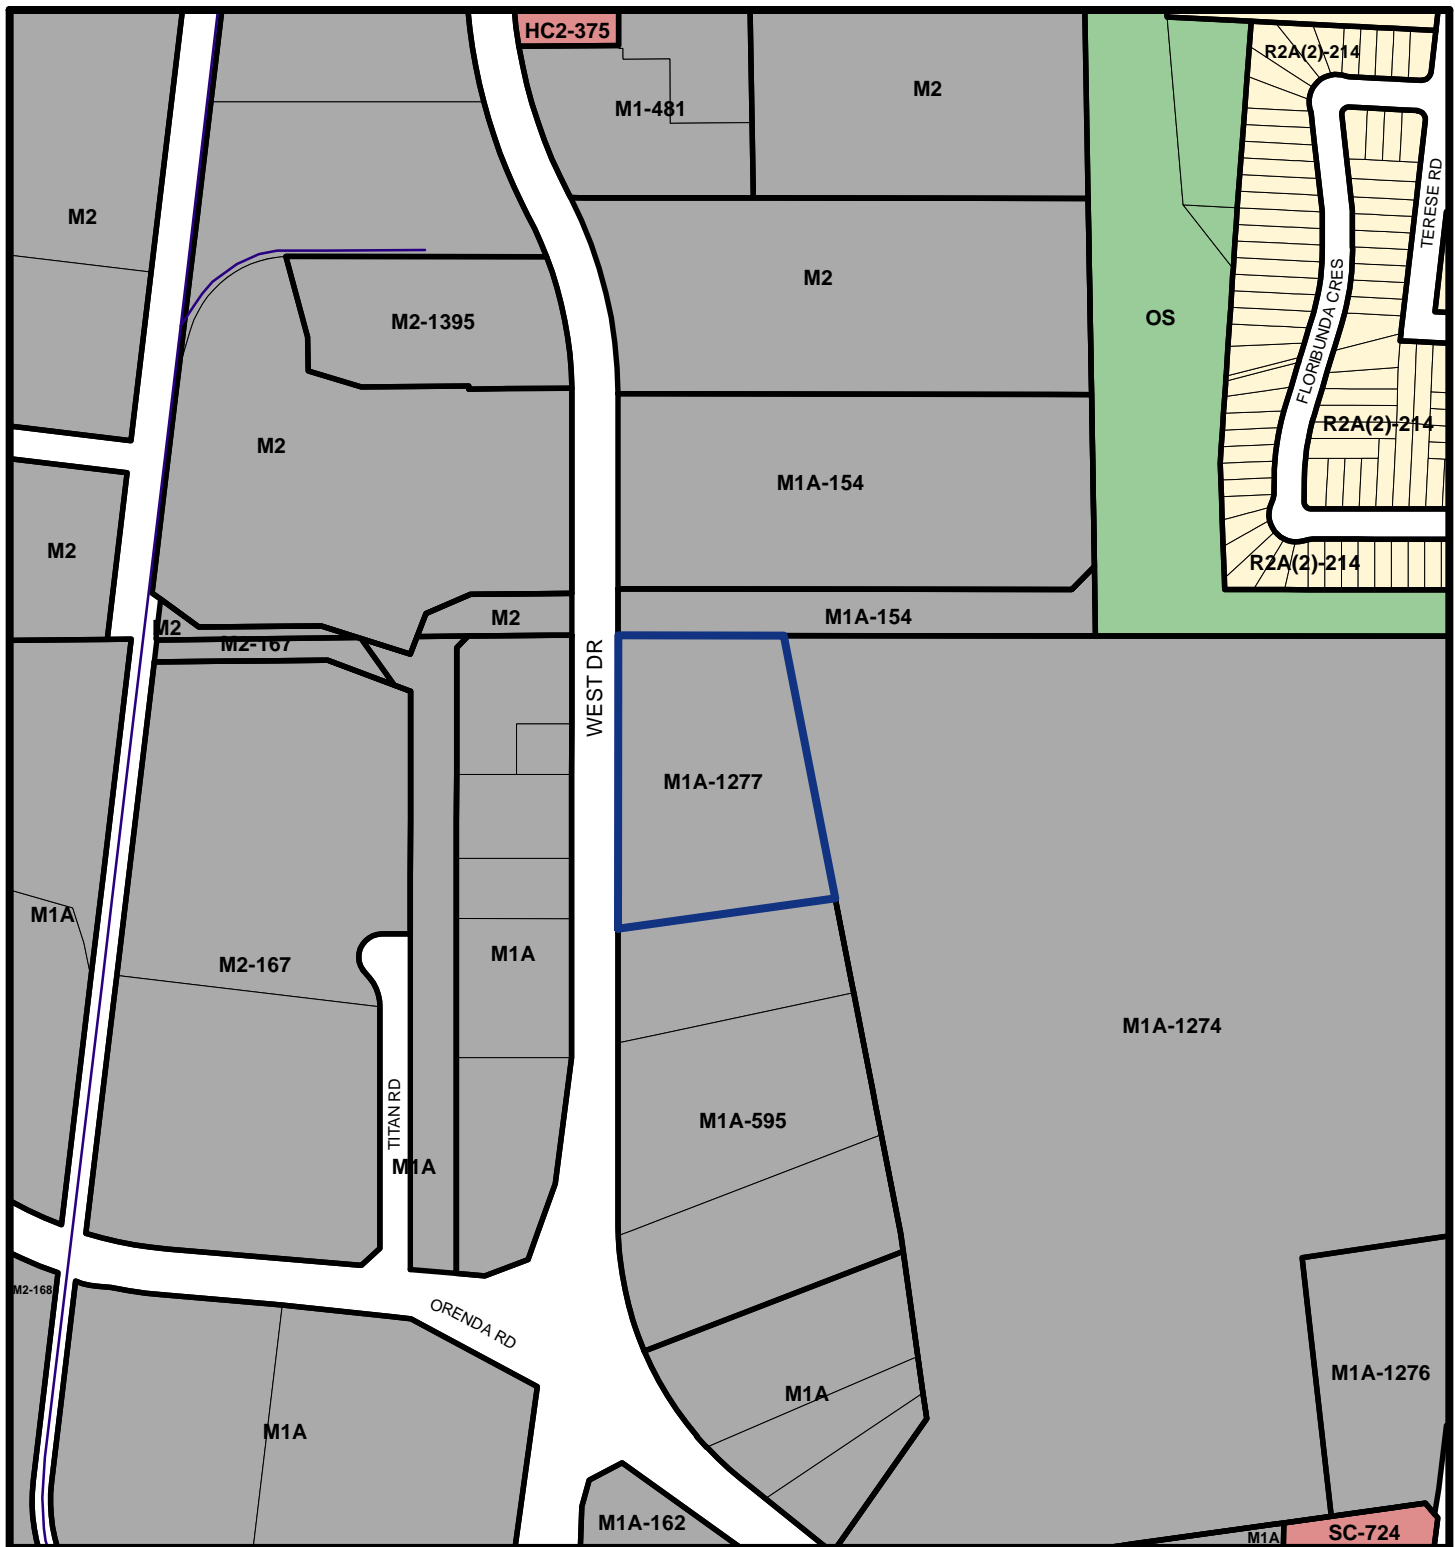 HC2-375
R2A(2)-214
M2
M1-481
M2
TERESE RD
M2
OS
M2-1395
FLORIBUNDA CRES
R2A(2)-214
M2
M1A-154
M2
R2A(2)-214
M2
M1A-154
M2
M2-167
WEST DR
M1A-1277
M1A
M1A
M2-167
M1A-1274
TITAN RD
M1A-595
M1A
M2-168
ORENDA RD
M1A-1276
M1A
M1A
M1A-162
SC-724
M1A